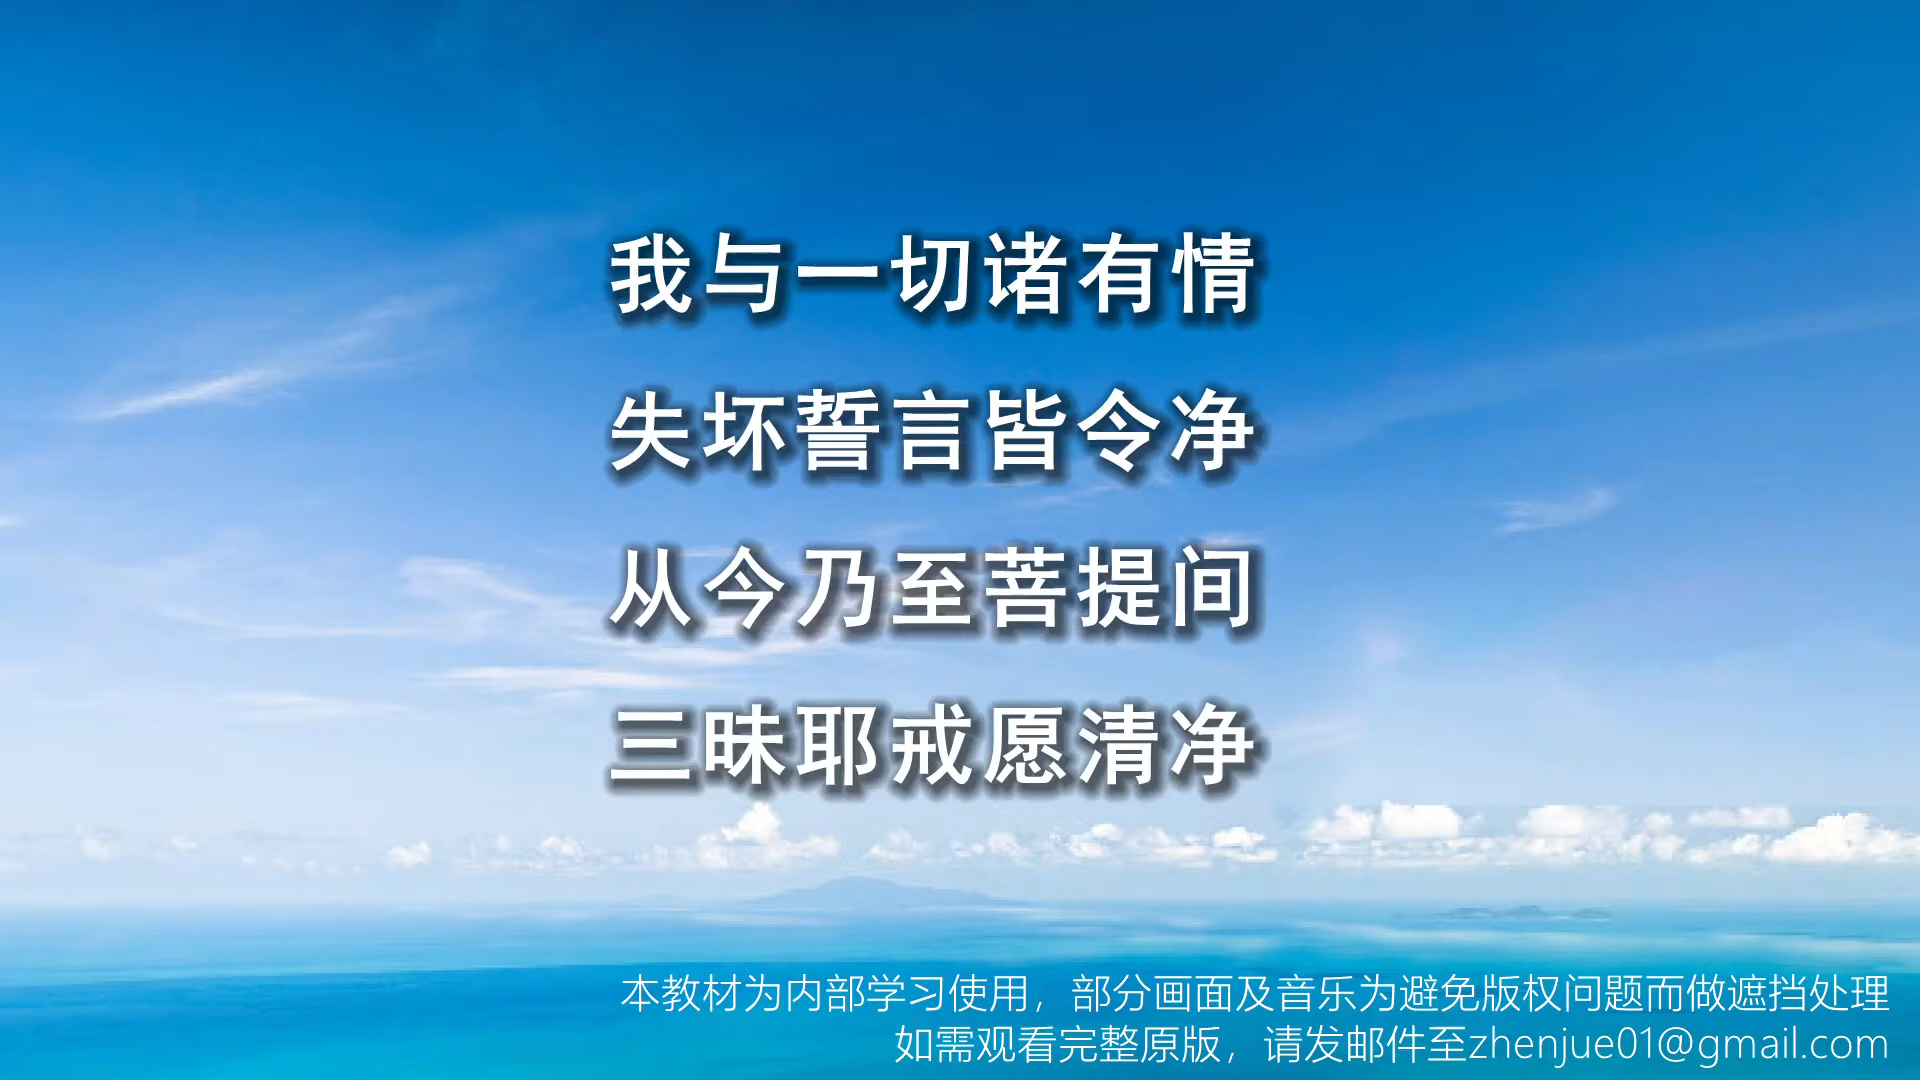 我与一切诸有情
失坏誓言皆令净
从今乃至菩提间
三昧耶戒愿清净
本教材为内部学习使用，部分画面及音乐为避免版权问题而做遮挡处理
如需观看完整原版，请发邮件至zhenjue01@gmail.com